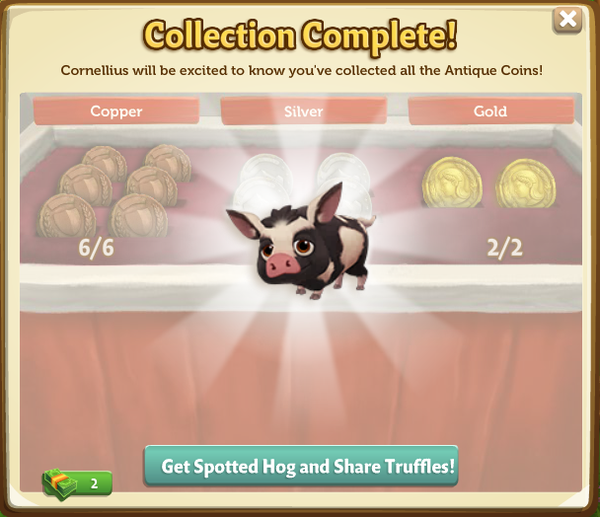 Collection Complete!
Cornellius will be excited to know you've collected all the Antique Coins!
Copper
Silver
Gold
6/6
2/2
Get Spotted Hog and Share Truffles!
2